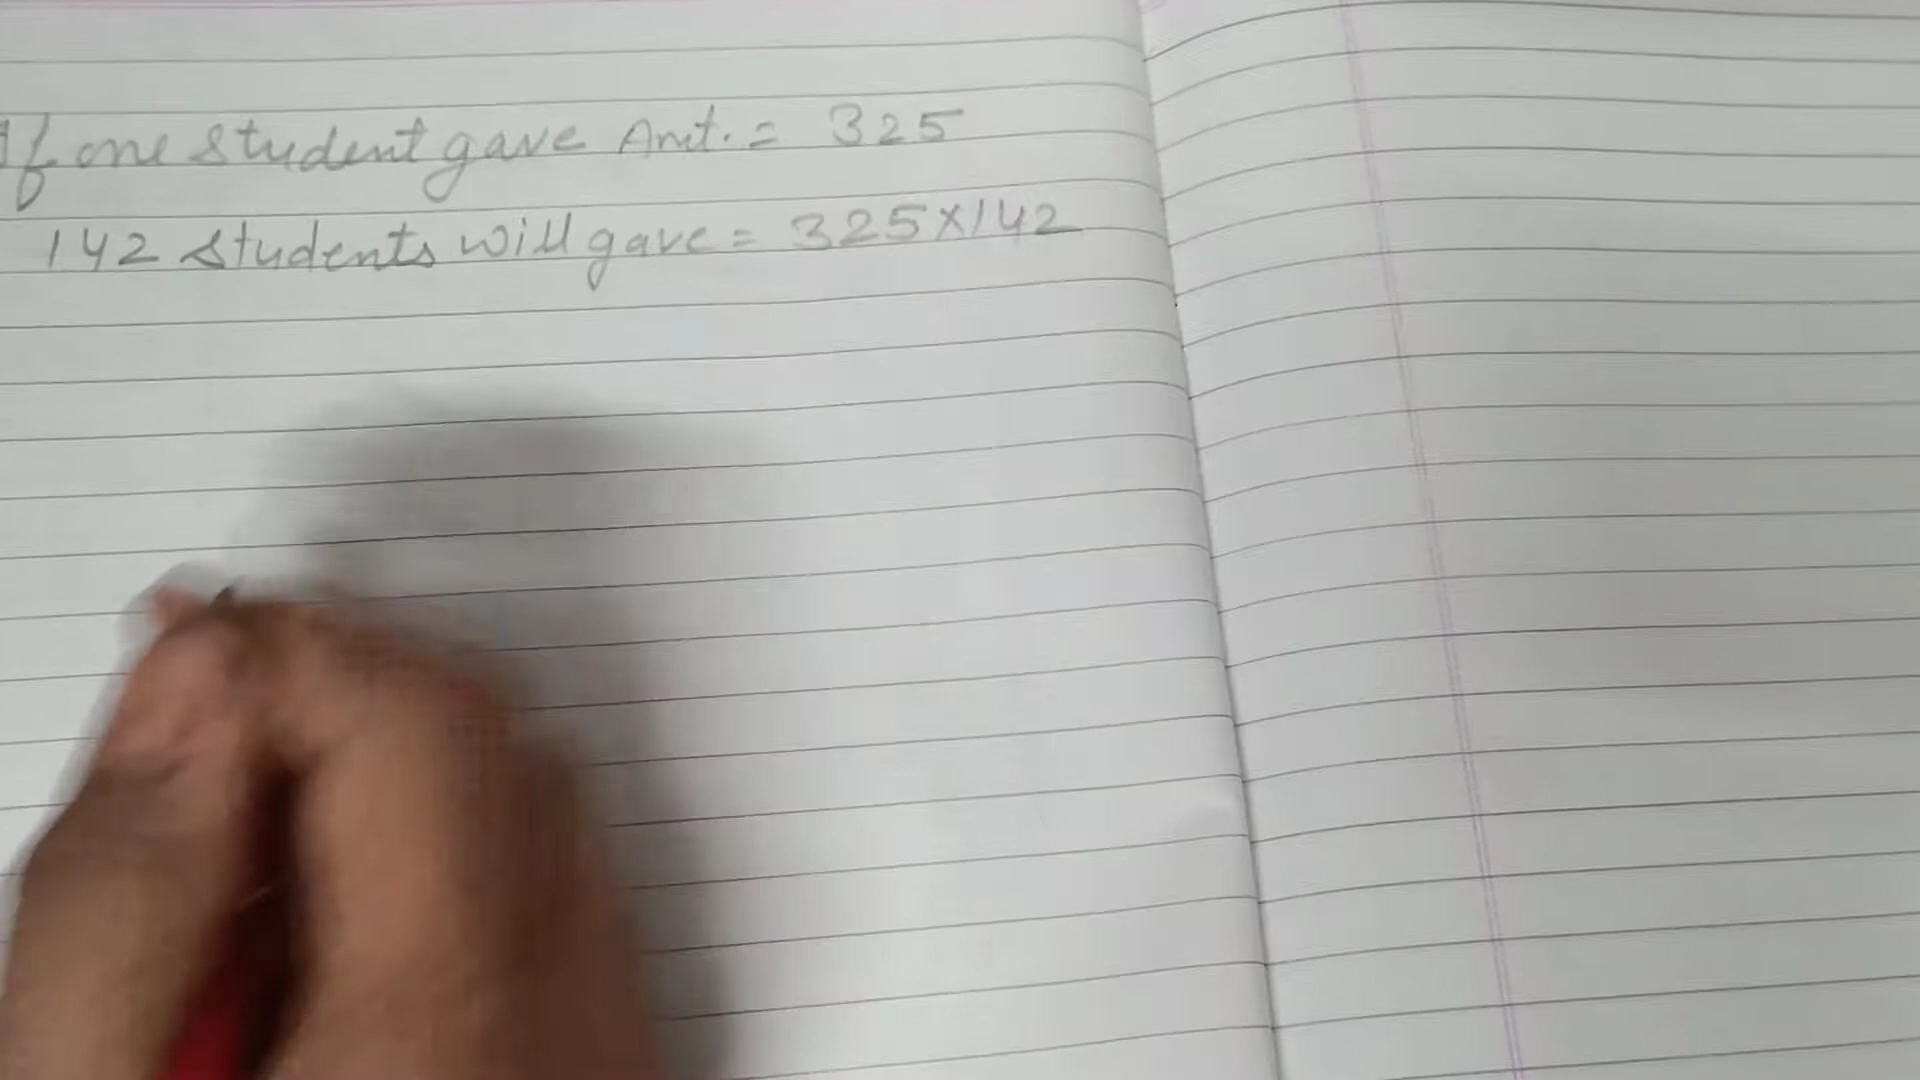 If one student gave Amt. = 325
142 students will gave = 325×142